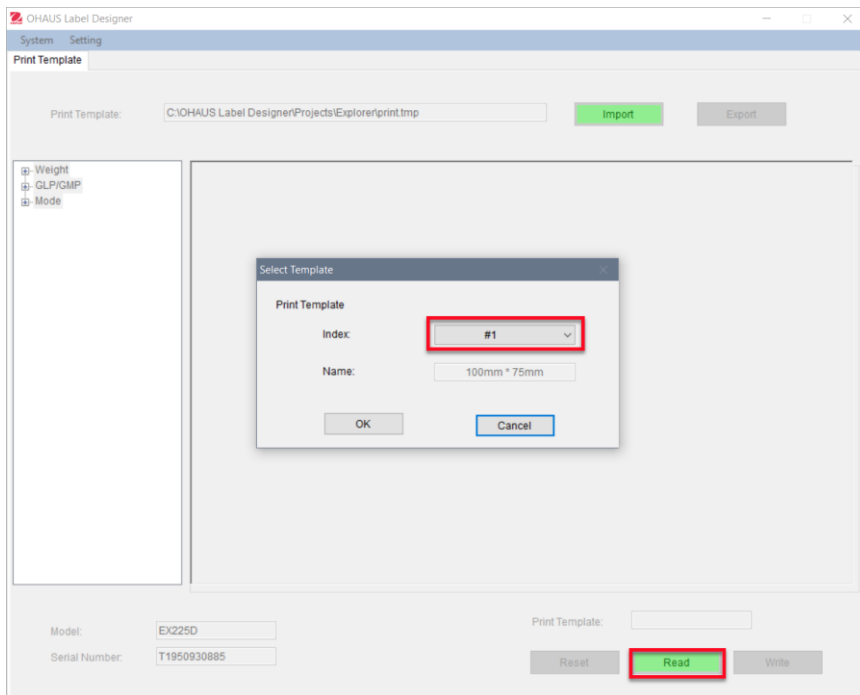 OHAUS Label Designer
System Setting
Print Template
Print Template: C:\OHAUS Label Designer\Projects\Explorer\print.tmp Import Export
Weight
GLP/GMP
Mode
Select Template
Print Template
Index: #1
Name: 100mm * 75mm
OK Cancel
Print Template:
Model: EX225D
Serial Number: T1950930885
Reset Read Write